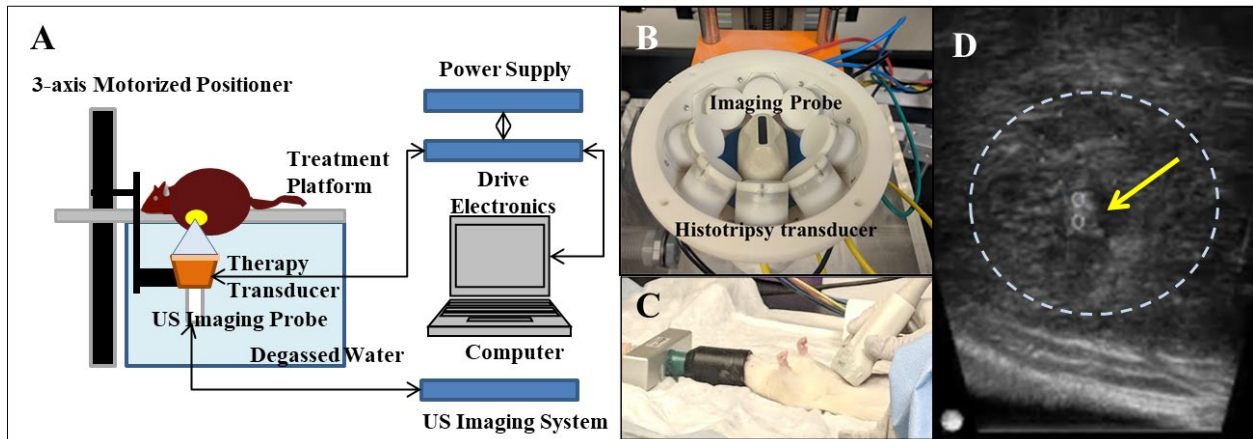 A
3-axis Motorized Positioner
Power Supply
Treatment
Platform
Drive
Electronics
Therapy
Transducer
US Imaging Probe
Degassed Water
Computer
US Imaging System
B
Imaging Probe
Histotripsy transducer
C
D